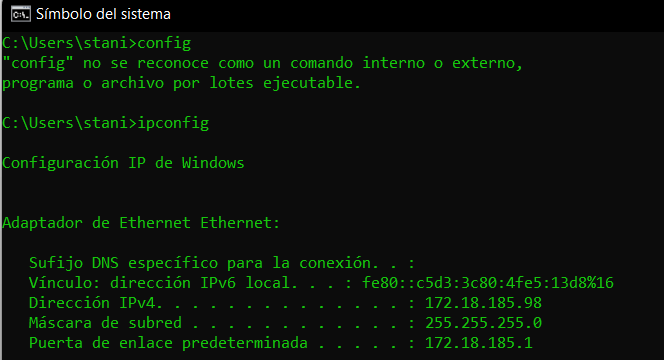 Símbolo del sistema
C:\Users\stani>config
"config" no se reconoce como un comando interno o externo,
programa o archivo por lotes ejecutable.
C:\Users\stani>ipconfig
Configuración IP de Windows
Adaptador de Ethernet Ethernet:
Sufijo DNS específico para la conexión. . :
Vínculo: dirección IPv6 local. . . : fe80::c5d3:3c80:4fe5:13d8%16
Dirección IPv4. . . . . . . . . . . . . . : 172.18.185.98
Máscara de subred . . . . . . . . . . . . : 255.255.255.0
Puerta de enlace predeterminada . . . . . : 172.18.185.1